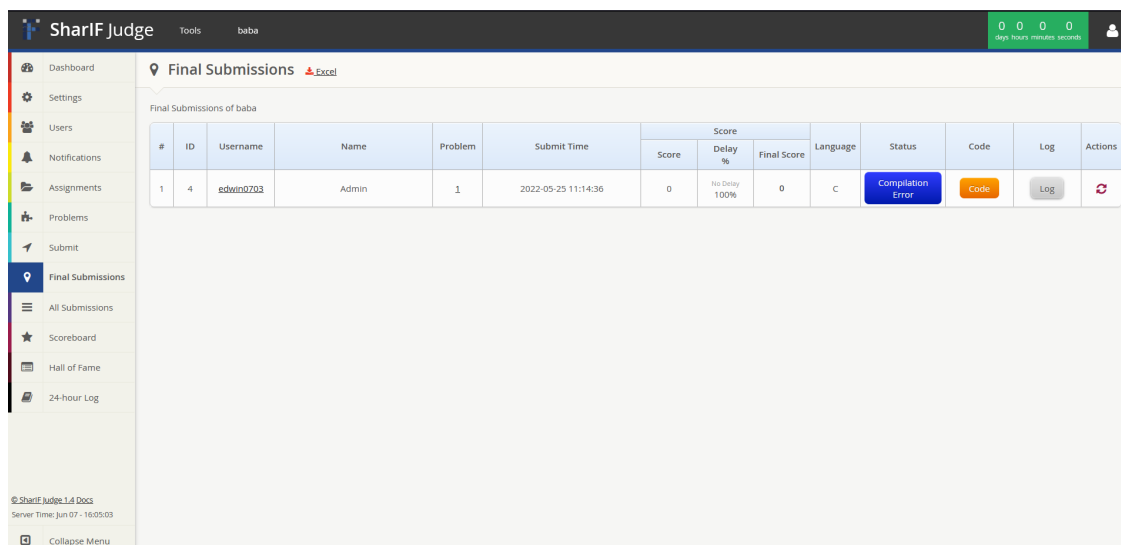 SharIF Judge
Tools
baba
0 0 0 0
days hours minutes seconds
Dashboard
Settings
Users
Notifications
Assignments
Problems
Submit
Final Submissions
All Submissions
Scoreboard
Hall of Fame
24-hour Log
© SharIF Judge 1.4 Docs
Server Time: Jun 07 - 16:05:03
Collapse Menu
Final Submissions Excel
Final Submissions of baba
# ID Username Name Problem Submit Time Score Language Status Code Log Actions
Score Delay % Final Score
1 4 edwin0703 Admin 1 2022-05-25 11:14:36 0 No Delay 100% 0 C Compilation Error Code Log